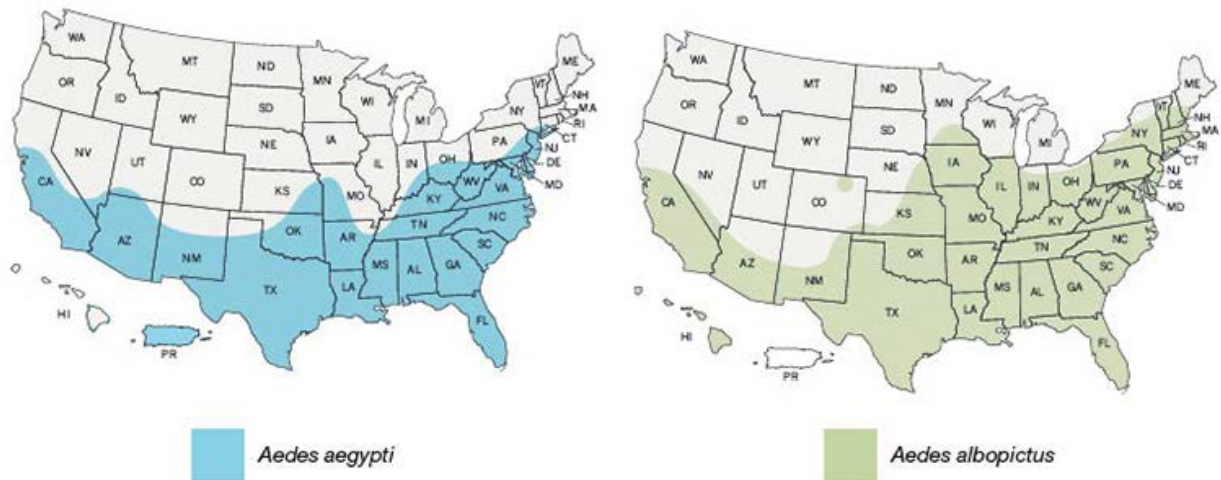 WA
MT
ND
MN
ME
OR
ID
SD
WI
VT
NH
NY
MA
WY
MI
RI
IA
PA
CT
NV
NE
NJ
UT
IL
IN
OH
DE
CO
WV
MD
CA
KS
MO
VA
KY
NC
TN
AZ
OK
AR
SC
NM
MS
AL
GA
TX
LA
FL
HI
PR
Aedes aegypti
WA
MT
ND
MN
ME
OR
ID
SD
WI
VT
NH
NY
MA
WY
MI
RI
IA
PA
CT
NV
NE
NJ
UT
IL
IN
OH
DE
CO
WV
MD
CA
KS
MO
VA
KY
NC
TN
AZ
OK
AR
SC
NM
MS
AL
GA
TX
LA
FL
HI
PR
Aedes albopictus